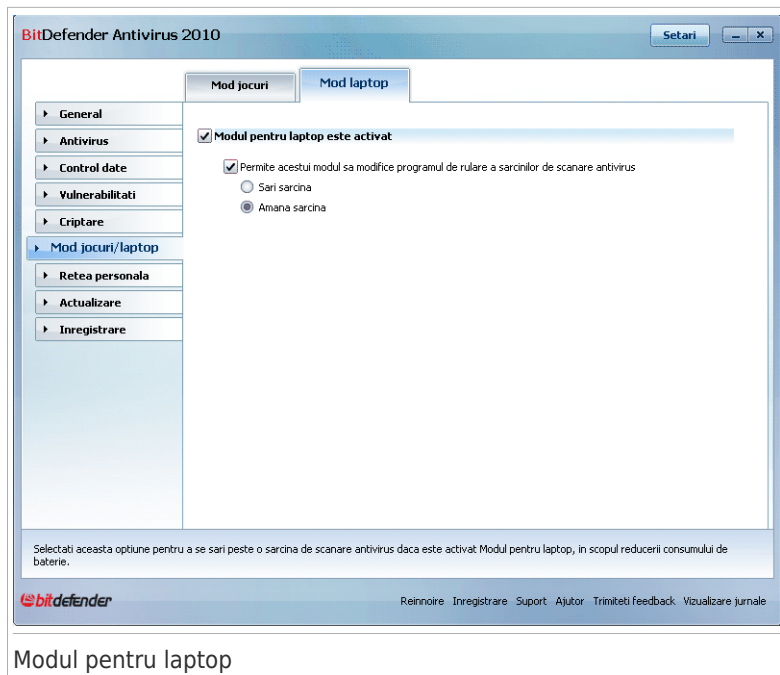 BitDefender Antivirus 2010
Setari
Mod jocuri
Mod laptop
General
Antivirus
Control date
Vulnerabilitati
Criptare
Mod jocuri/laptop
Retea personala
Actualizare
Inregistrare
Modul pentru laptop este activat
Permite acestui modul sa modifice programul de rulare a sarcinilor de scanare antivirus
Sari sarcina
Amana sarcina
Selectati aceasta optiune pentru a se sari peste o sarcina de scanare antivirus daca este activat Modul pentru laptop, in scopul reducerii consumului de
baterie.
bitdefender
Reinnoire Inregistrare Suport Ajutor Trimiteti feedback Vizualizare jurnale
Modul pentru laptop